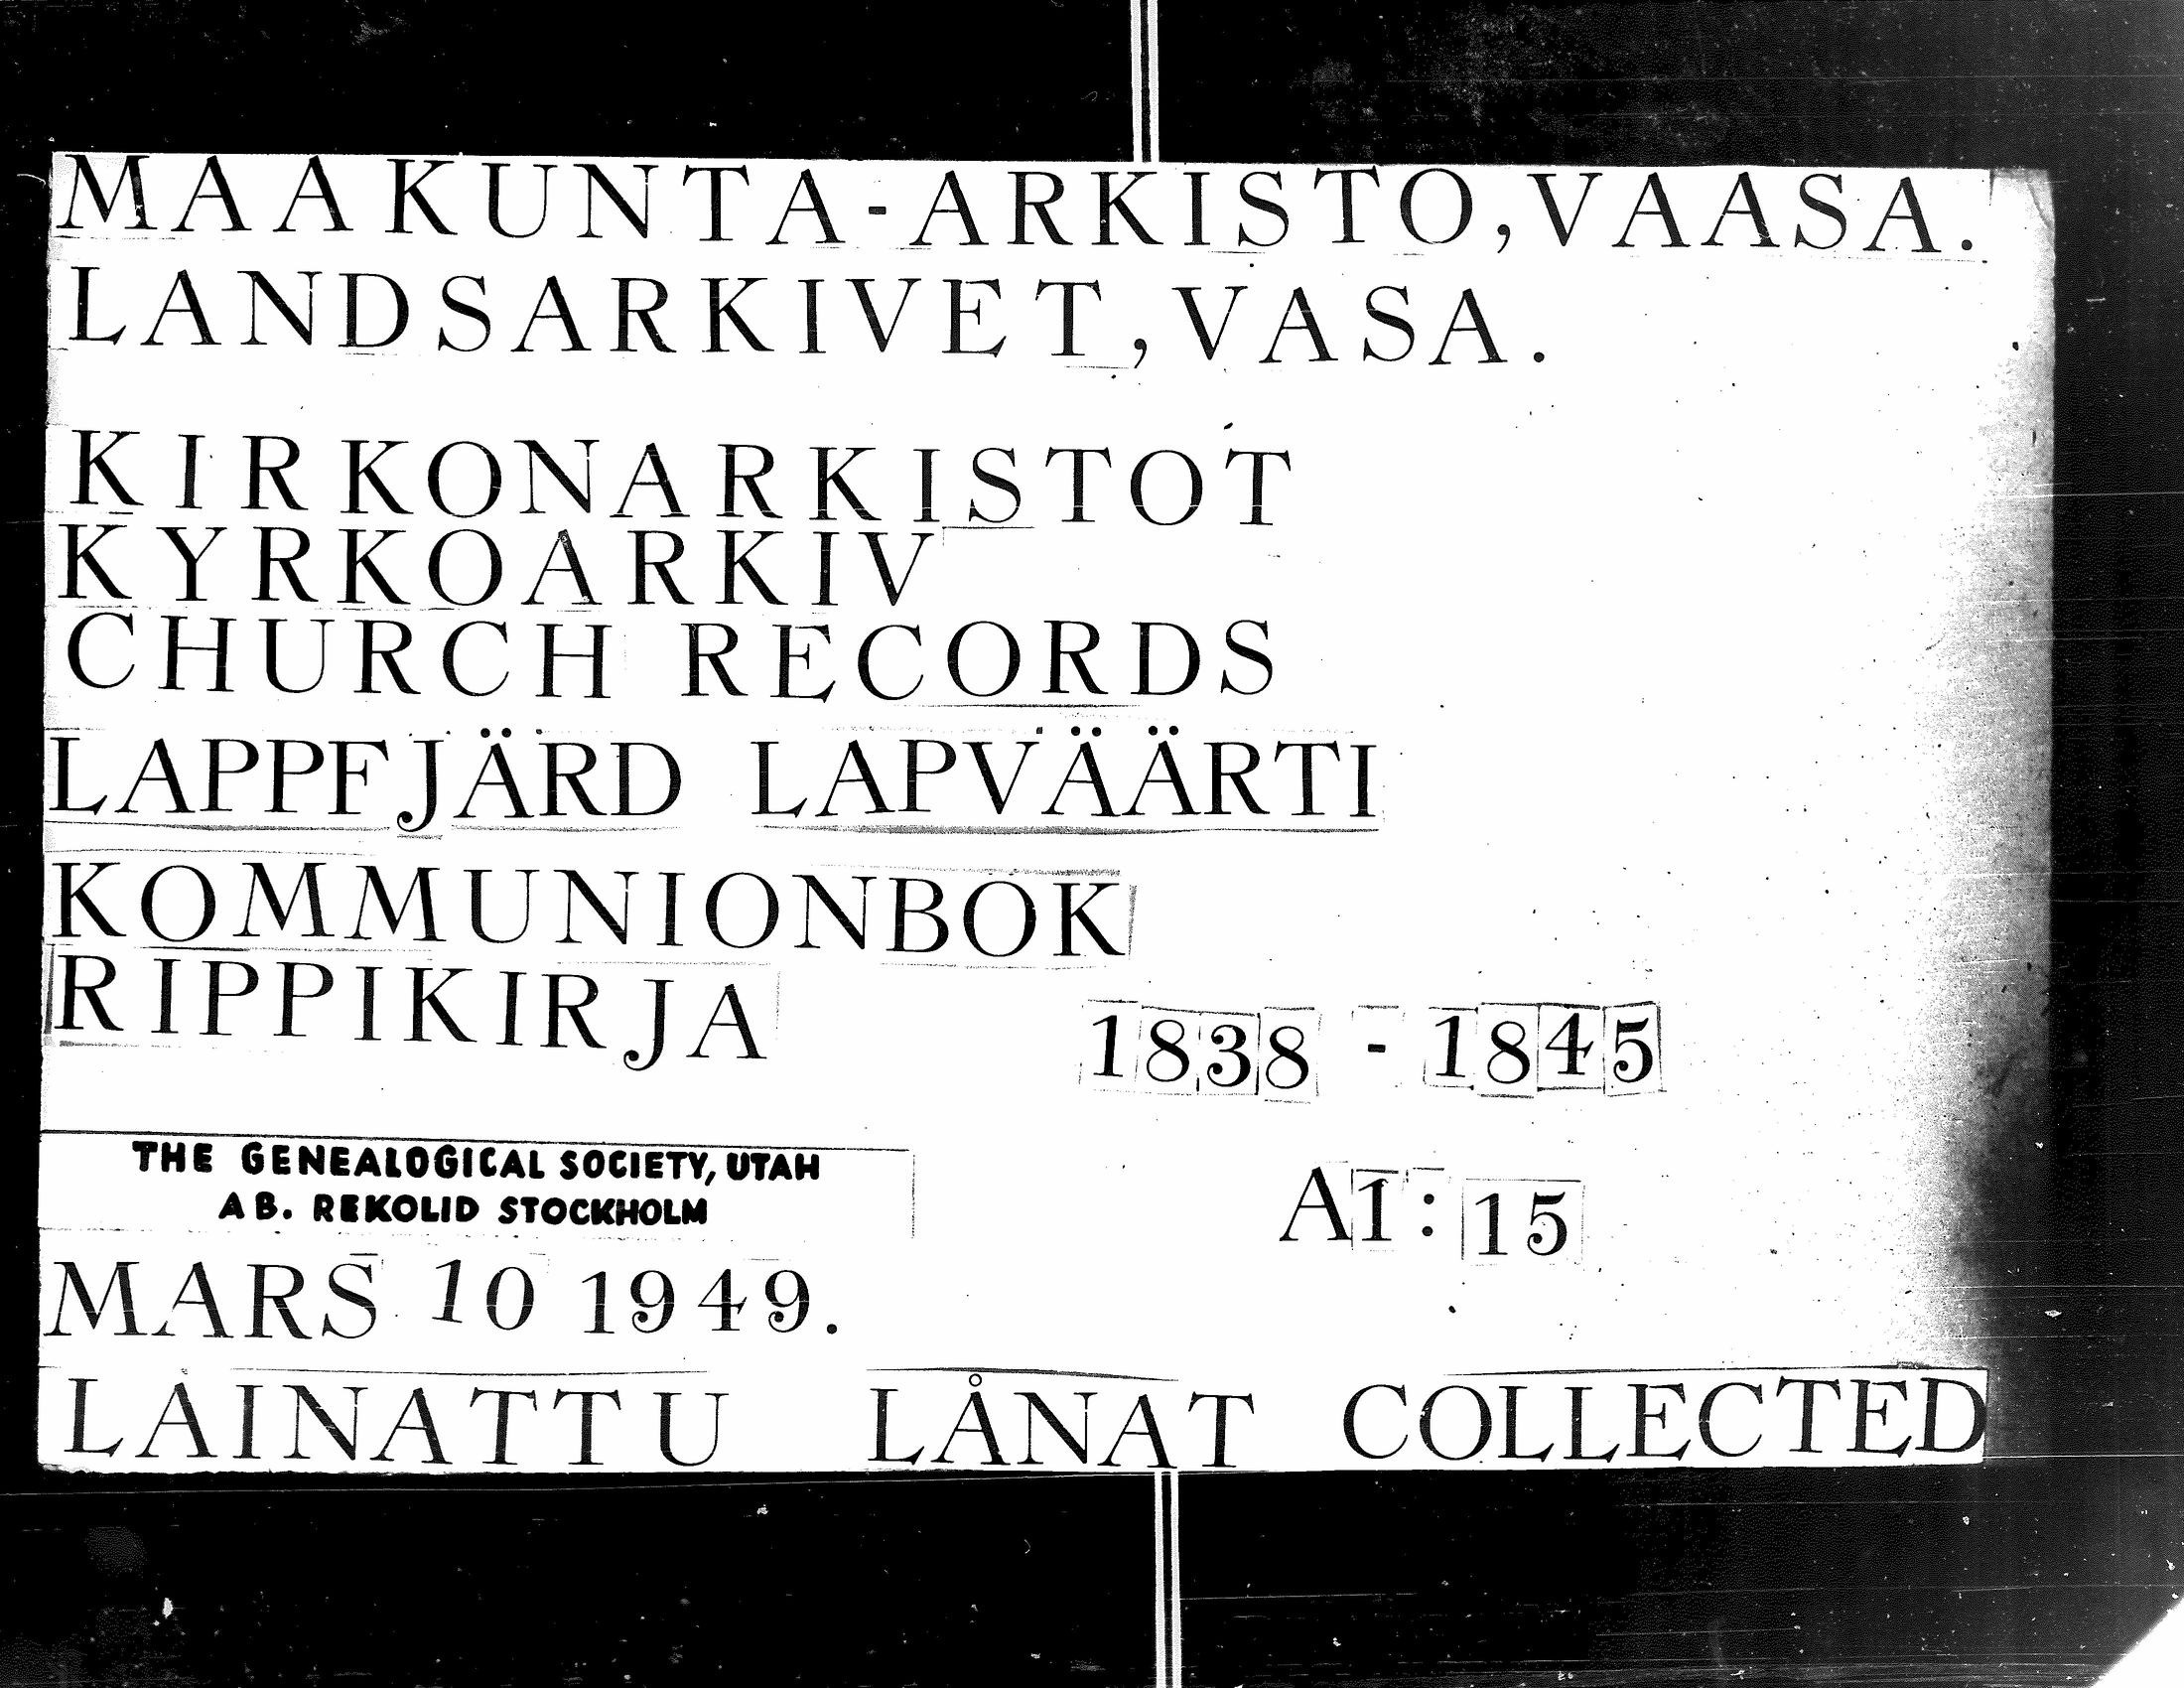 MAAKUNTA-ARKISTO, VAASA.
LANDSARKIVET, VASA.
KIRKONARKISTOT
KYRKOARKIV
CHURCH RECORDS
LAPPFJÄRD LAPVÄÄRTI
KOMMUNIONBOK
RIPPIKIRJA 1838 - 1845
THE GENEALOGICAL SOCIETY, UTAH
AB. REKOLID STOCKHOLM
AI: 15
MARS 10 1949.
LAINATTU LÅNAT COLLECTED